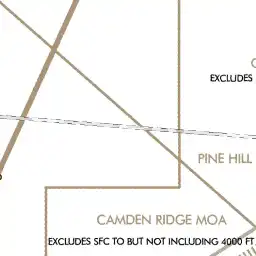 EXCLUDES
PINE HILL
CAMDEN RIDGE MOA
EXCLUDES SFC TO BUT NOT INCLUDING 4000 FT